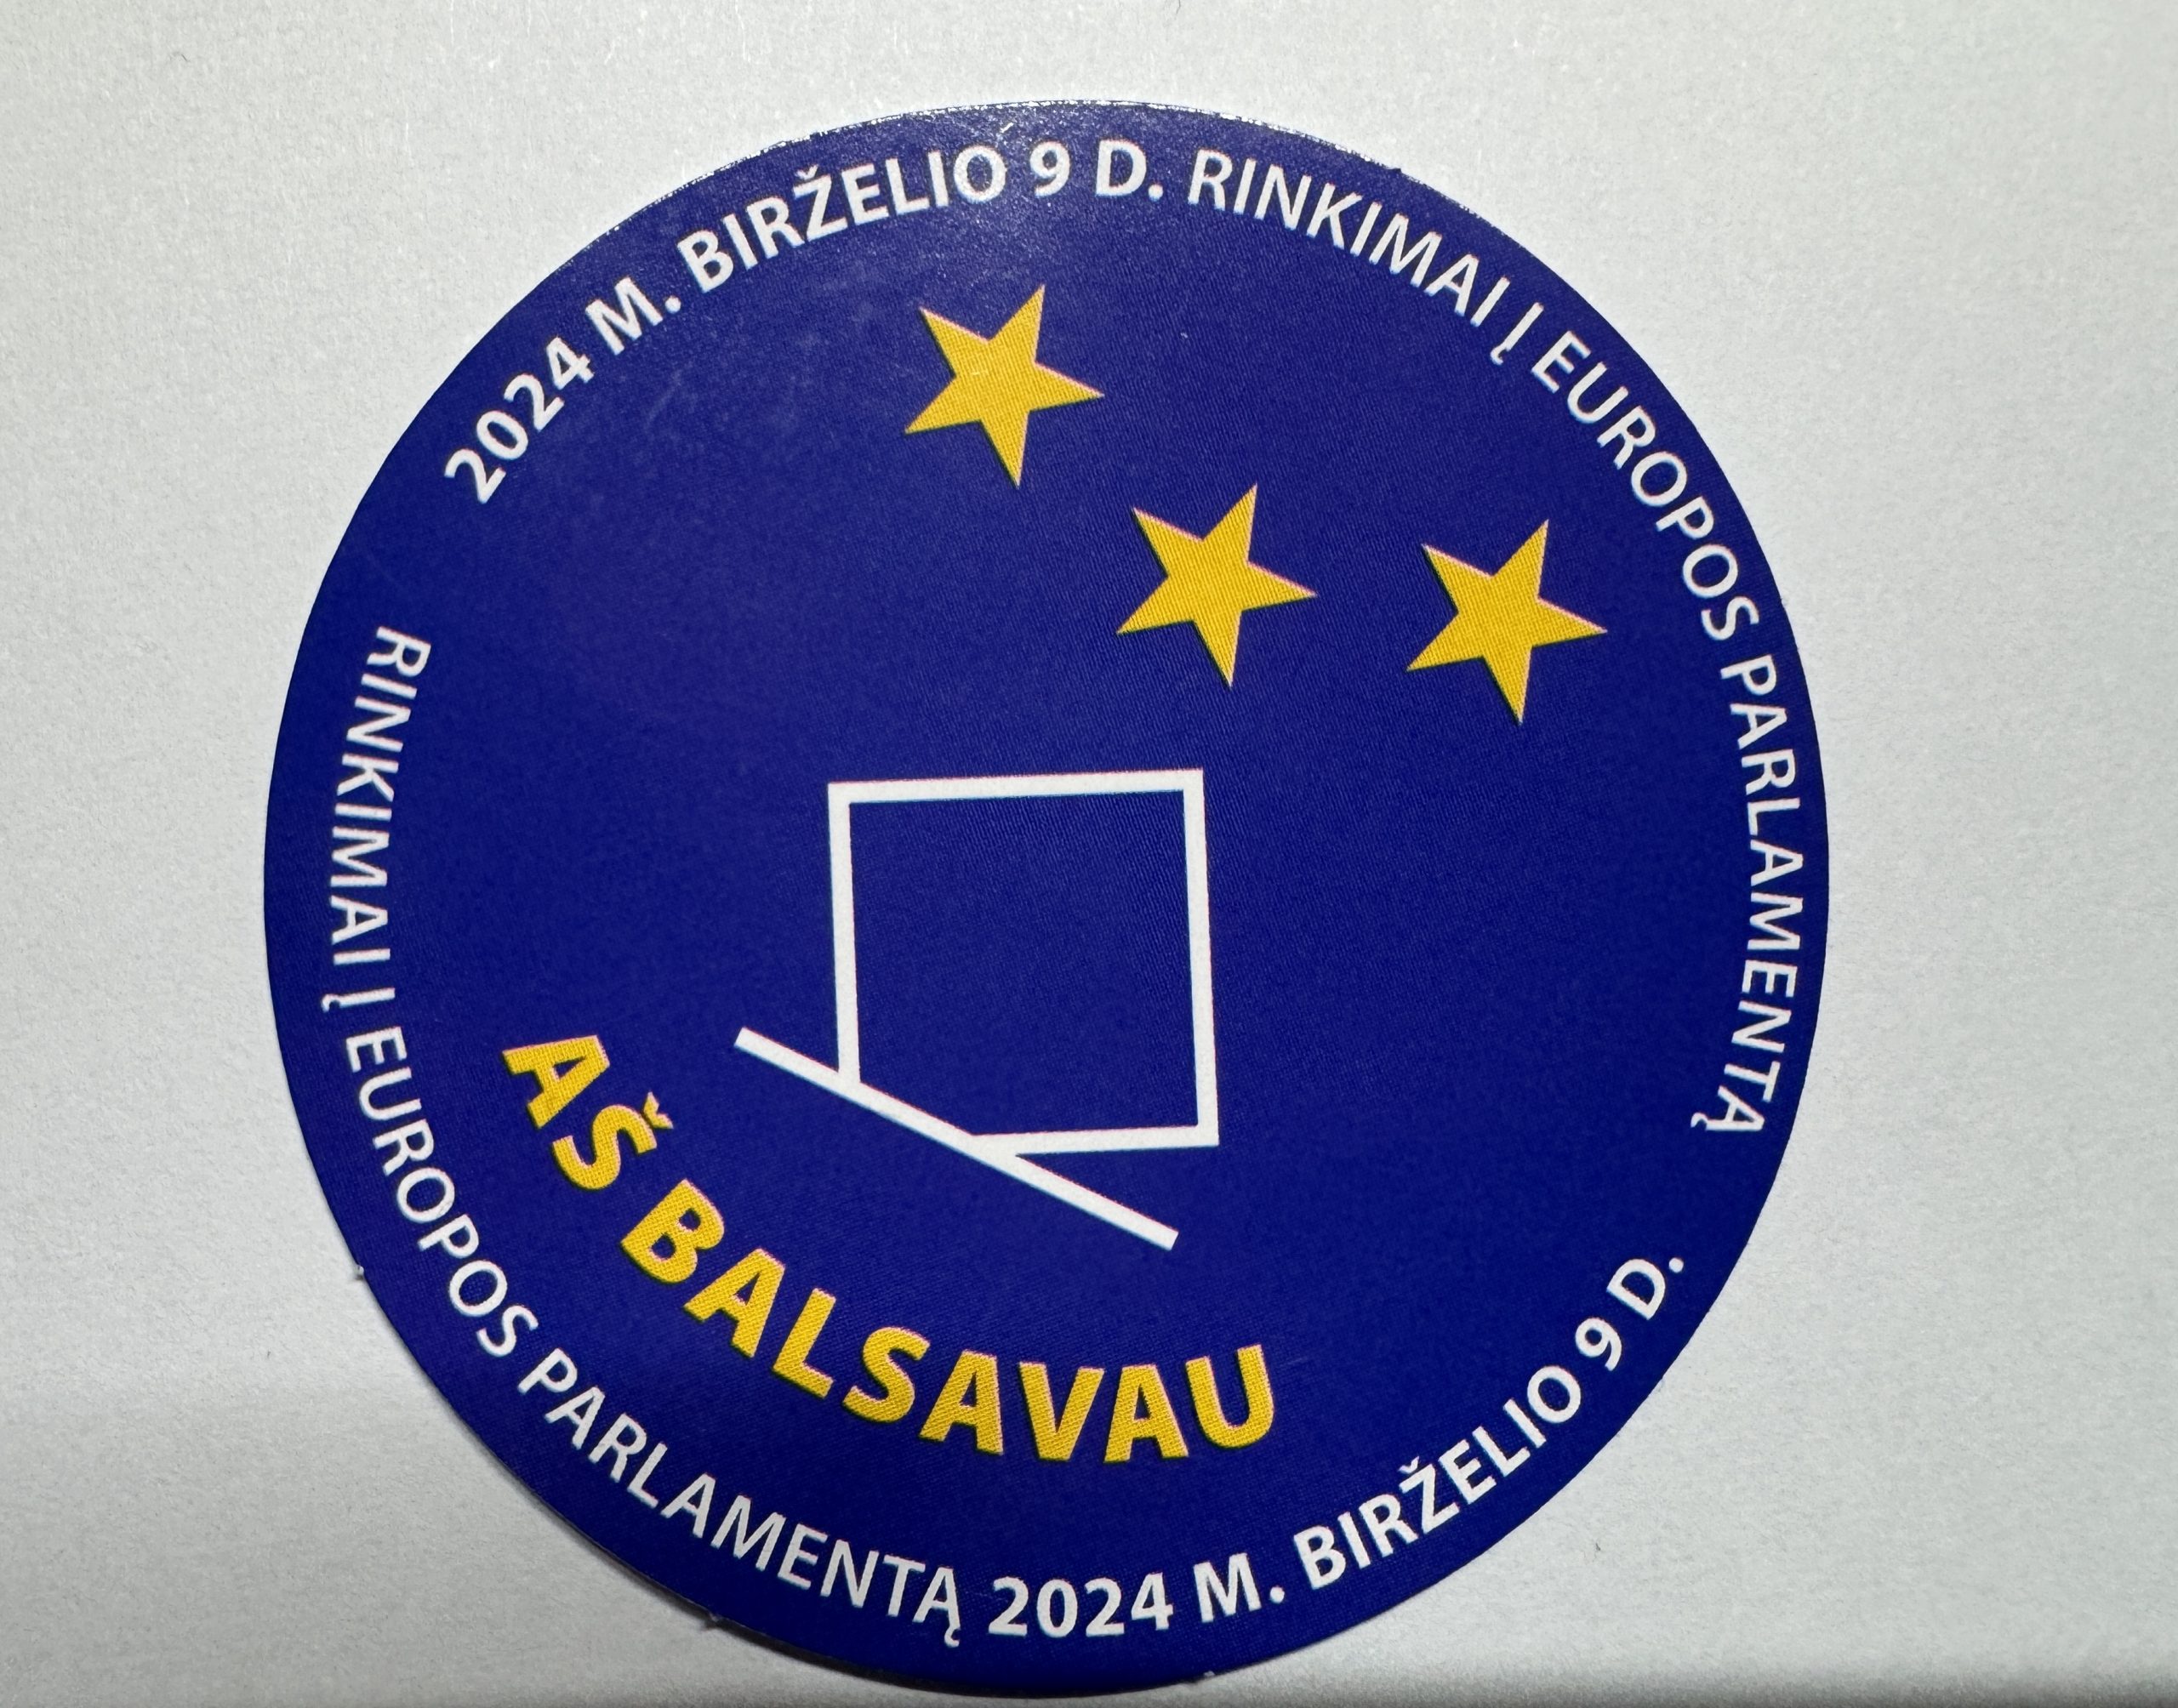 2024 M. BIRŽELIO 9 D. RINKIMAI Į EUROPOS PARLAMENTĄ
AŠ BALSAVAU
RINKIMAI Į EUROPOS PARLAMENTĄ 2024 M. BIRŽELIO 9 D.